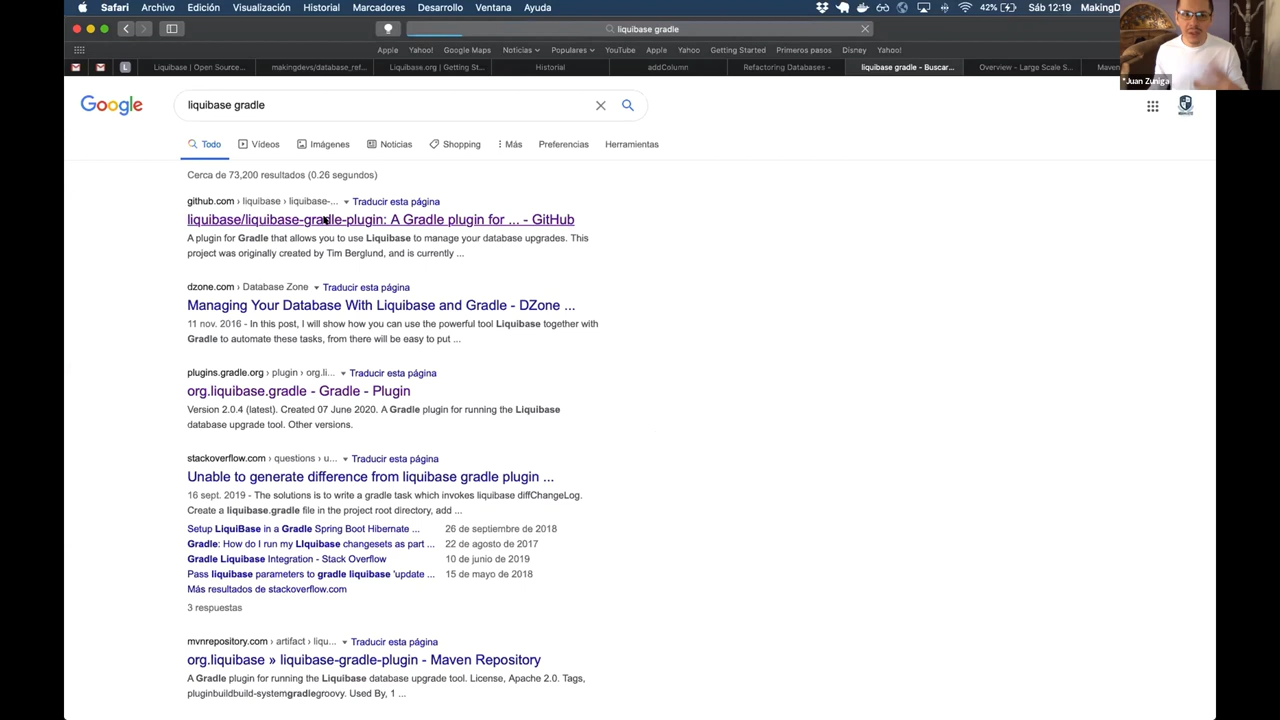 Safari Archivo Edición Visualización Historial Marcadores Desarrollo Ventana Ayuda 42% Sáb 12:19 MakingD
liquibase gradle
Apple Yahoo! Google Maps Noticias Populares YouTube Apple Yahoo Getting Started Primeros pasos Disney Yahoo!
L Liquibase | Open Source... makingdevs/database_ref... Liquibase.org | Getting St... Historial addColumn Refactoring Databases - liquibase gradle - Buscar... Overview - Large Scale S... Maven
*Juan Zuniga
Google liquibase gradle
Todo Vídeos Imágenes Noticias Shopping Más Preferencias Herramientas
Cerca de 73,200 resultados (0.26 segundos)
github.com › liquibase › liquibase-... Traducir esta página
liquibase/liquibase-gradle-plugin: A Gradle plugin for ... - GitHub
A plugin for Gradle that allows you to use Liquibase to manage your database upgrades. This
project was originally created by Tim Berglund, and is currently ...
dzone.com › Database Zone Traducir esta página
Managing Your Database With Liquibase and Gradle - DZone ...
11 nov. 2016 - In this post, I will show how you can use the powerful tool Liquibase together with
Gradle to automate these tasks, from there will be easy to put ...
plugins.gradle.org › plugin › org.li... Traducir esta página
org.liquibase.gradle - Gradle - Plugin
Version 2.0.4 (latest). Created 07 June 2020. A Gradle plugin for running the Liquibase
database upgrade tool. Other versions.
stackoverflow.com › questions › u... Traducir esta página
Unable to generate difference from liquibase gradle plugin ...
16 sept. 2019 - The solutions is to write a gradle task which invokes liquibase diffChangeLog.
Create a liquibase.gradle file in the project root directory, add ...
Setup LiquiBase in a Gradle Spring Boot Hibernate ... 26 de septiembre de 2018
Gradle: How do I run my LIquibase changesets as part ... 22 de agosto de 2017
Gradle Liquibase Integration - Stack Overflow 10 de junio de 2019
Pass liquibase parameters to gradle liquibase 'update ... 15 de mayo de 2018
Más resultados de stackoverflow.com
3 respuestas
mvnrepository.com › artifact › liqu... Traducir esta página
org.liquibase » liquibase-gradle-plugin - Maven Repository
A Gradle plugin for running the Liquibase database upgrade tool. License, Apache 2.0. Tags,
pluginbuildbuild-systemgradlegroovy. Used By, 1 ...